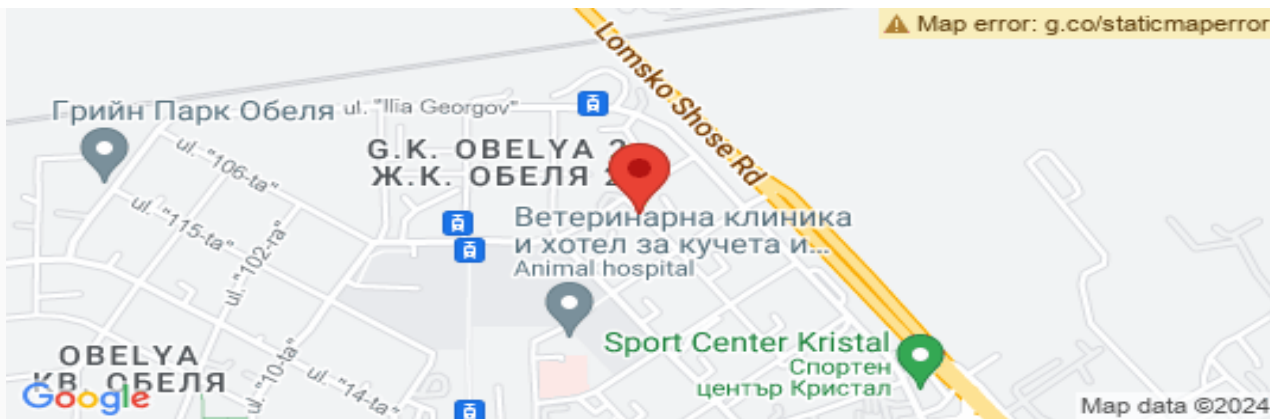 Map error: g.co/staticmaperror
Lomsko Shose Rd
Грийн Парк Обеля
ul. "Ilia Georgov"
G.K. OBELYA 2
Ж.К. ОБЕЛЯ 2
ul. "106-ta"
ul. "115-ta"
ul. "102-ra"
Ветеринарна клиника
и хотел за кучета и...
Animal hospital
Sport Center Kristal
Спортен
център Кристал
OBELYA
КВ. ОБЕЛЯ
ul. "10-ta"
ul. "14-ta"
Google
Map data ©2024